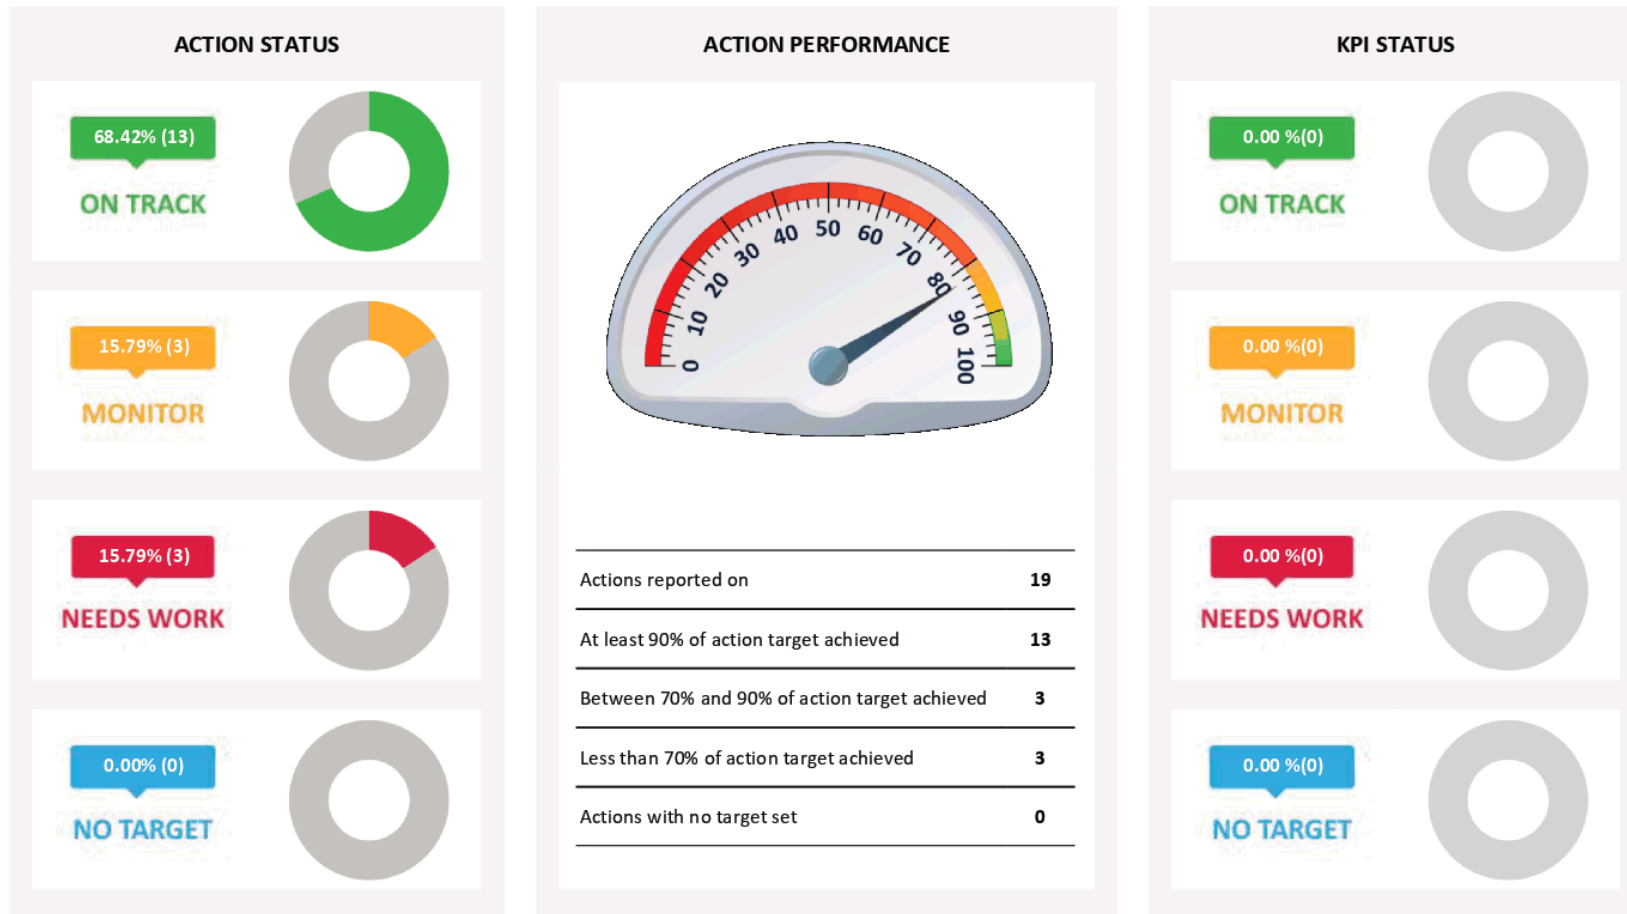 ACTION STATUS
68.42% (13)
ON TRACK
15.79% (3)
MONITOR
15.79% (3)
NEEDS WORK
0.00% (0)
NO TARGET
ACTION PERFORMANCE
0
10
20
30
40
50
60
70
80
90
100
Actions reported on 19
At least 90% of action target achieved 13
Between 70% and 90% of action target achieved 3
Less than 70% of action target achieved 3
Actions with no target set 0
KPI STATUS
0.00 %(0)
ON TRACK
0.00 %(0)
MONITOR
0.00 %(0)
NEEDS WORK
0.00 %(0)
NO TARGET